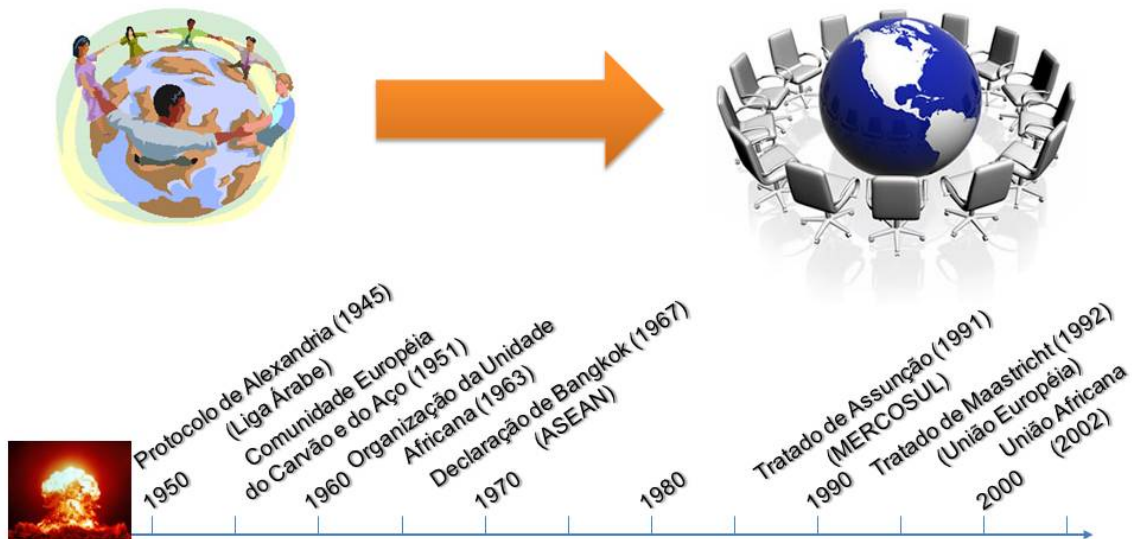 Protocolo de Alexandria (1945)
(Liga Árabe)
Comunidade Européia
do Carvão e do Aço (1951)
Organização da Unidade
Africana (1963)
Declaração de Bangkok (1967)
(ASEAN)
Tratado de Assunção (1991)
(MERCOSUL)
Tratado de Maastricht (1992)
(União Européia)
União Africana
(2002)
1950
1960
1970
1980
1990
2000